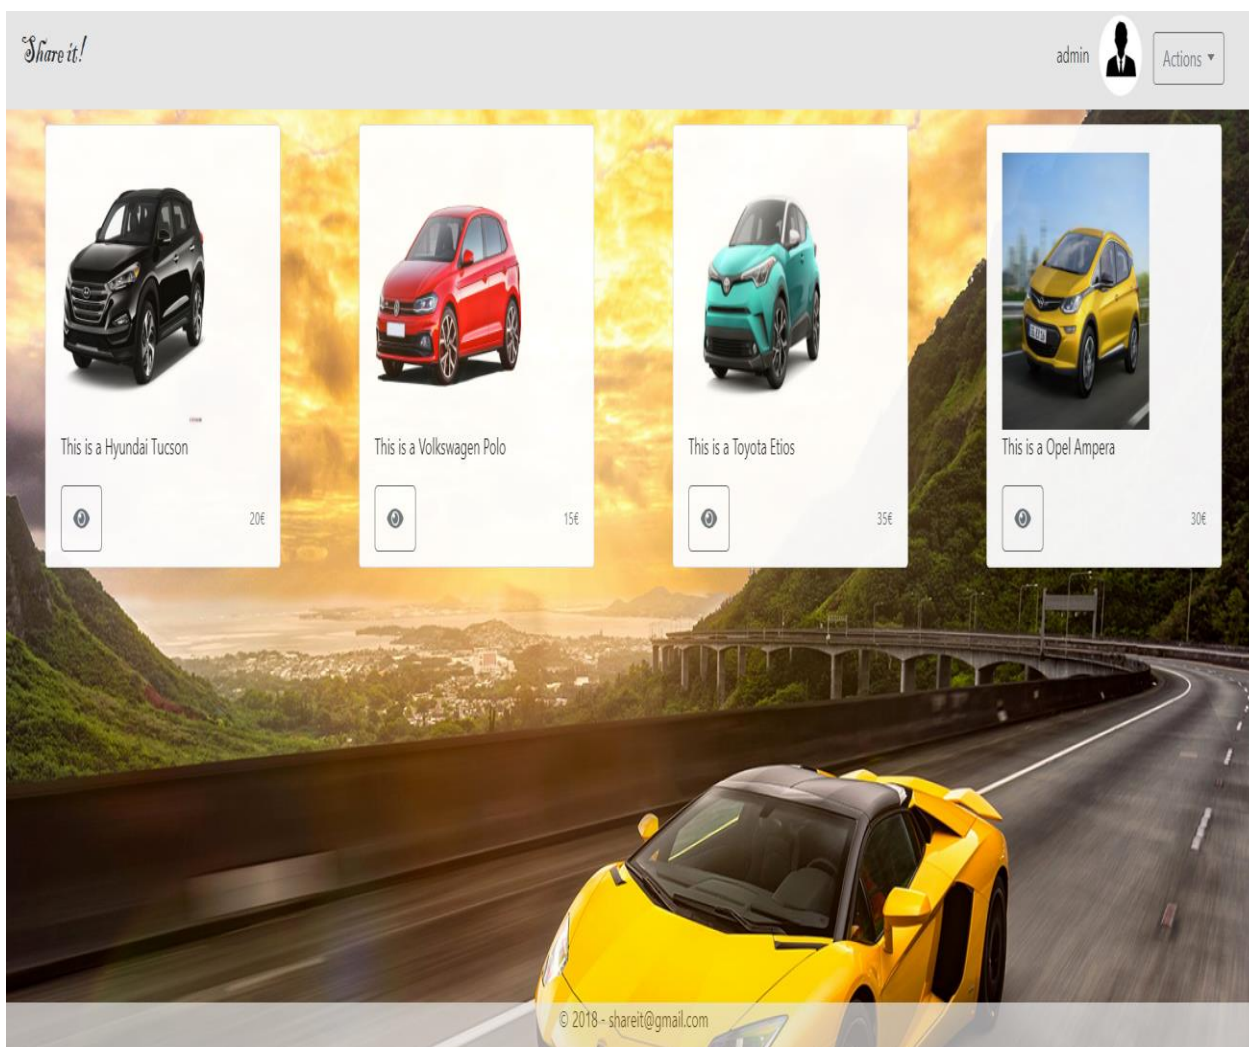 Share it!
admin
Actions
This is a Hyundai Tucson
20€
This is a Volkswagen Polo
15€
This is a Toyota Etios
35€
This is a Opel Ampera
30€
© 2018 - shareit@gmail.com